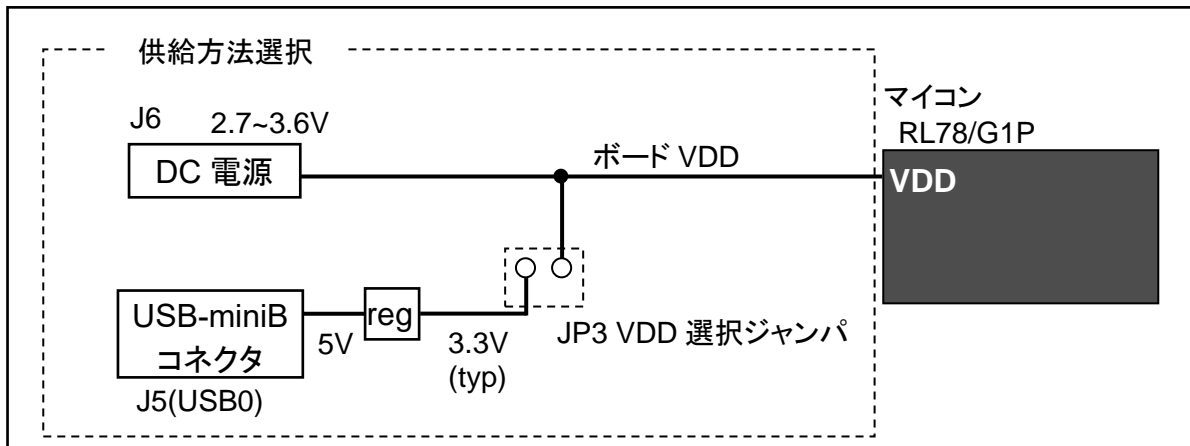 供給方法選択
マイコン
RL78/G1P
J6
2.7~3.6V
DC 電源
ボード VDD
VDD
USB-miniB
コネクタ
5V
reg
3.3V
(typ)
JP3 VDD 選択ジャンパ
J5(USB0)